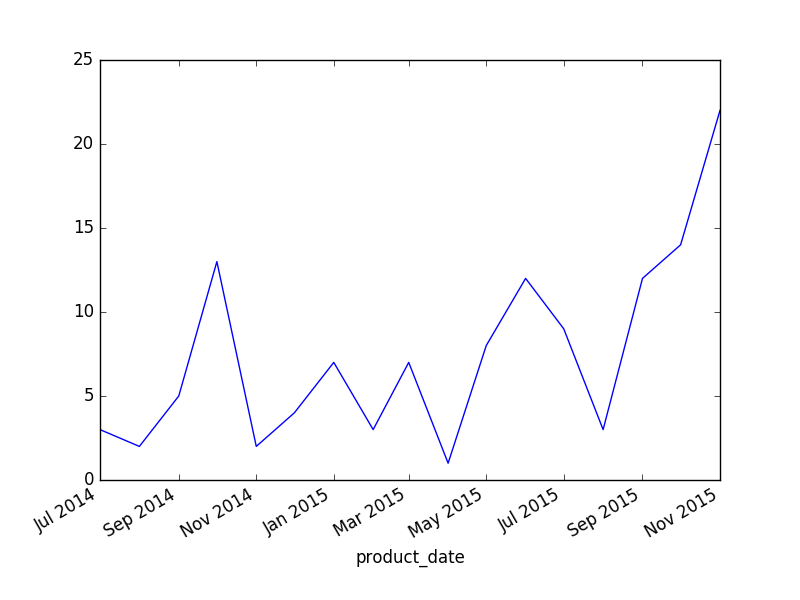 25
20
15
10
5
0
Jul 2014
Sep 2014
Nov 2014
Jan 2015
Mar 2015
May 2015
Jul 2015
Sep 2015
Nov 2015
product_date